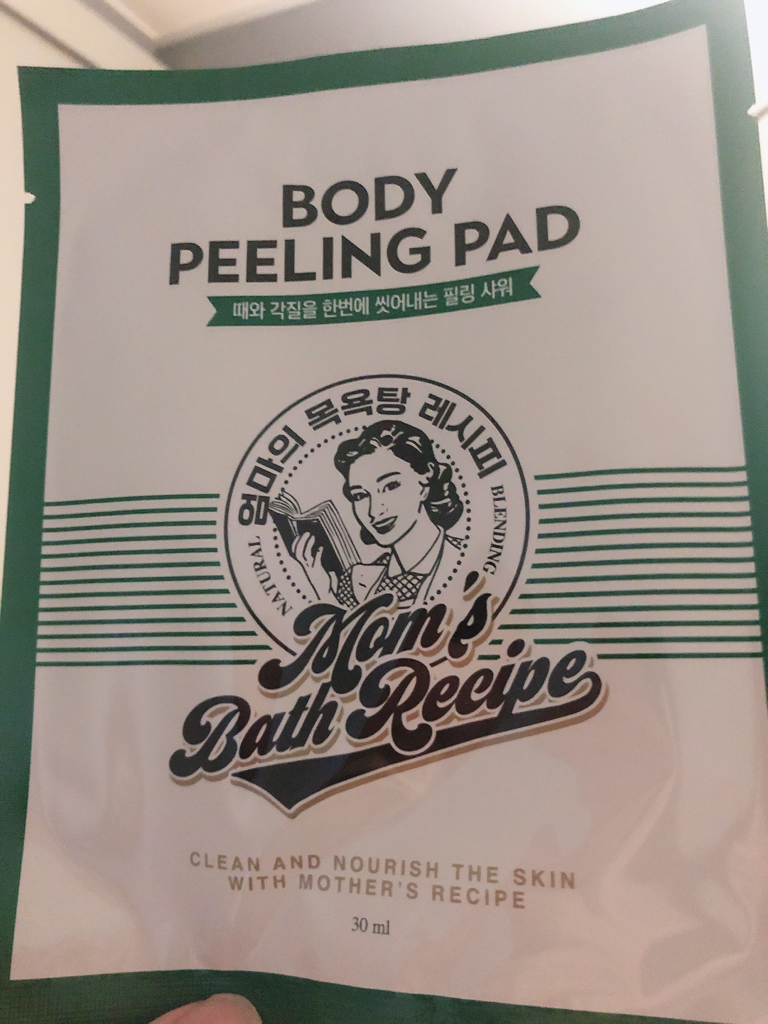 BODY
PEELING PAD
때와 각질을 한번에 씻어내는 필링 샤워
엄마의 목욕탕 레시피
NATURAL
BLENDING
Mom's
Bath Recipe
CLEAN AND NOURISH THE SKIN
WITH MOTHER'S RECIPE
30 ml